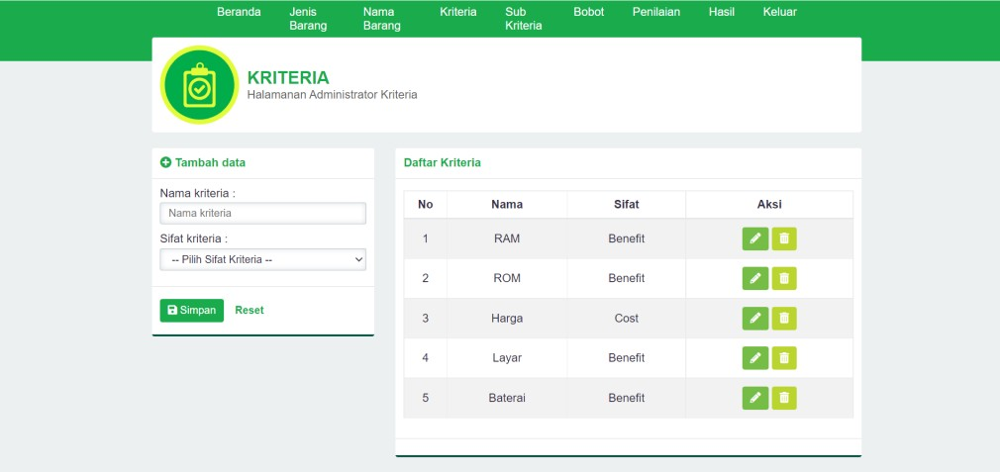 Beranda Jenis Barang Nama Barang Kriteria Sub Kriteria Bobot Penilaian Hasil Keluar
KRITERIA
Halamanan Administrator Kriteria
Tambah data
Nama kriteria :
Nama kriteria
Sifat kriteria :
-- Pilih Sifat Kriteria --
Simpan Reset
Daftar Kriteria
No Nama Sifat Aksi
1 RAM Benefit
2 ROM Benefit
3 Harga Cost
4 Layar Benefit
5 Baterai Benefit